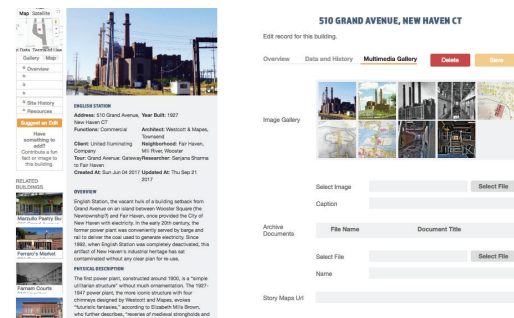 Map Satellite
Gallery Map
Overview
Site History
Resources
Suggest an Edit
Have
something to
add?
Contribute a fun
fact or image to
this building.
RELATED
BUILDINGS
Marzullo Pastry Bu
Ferraro's Market
Farnam Courts
ENGLISH STATION
Address: 510 Grand Avenue, Year Built: 1927
New Haven CT
Functions: Commercial Architect: Westcott & Mapes,
Townsend
Client: United Illuminating Neighborhood: Fair Haven,
Company Mill River, Wooster
Tour: Grand Avenue: Gateway Researcher: Sanjana Sharma
to Fair Haven
Created At: Sun Jun 04 2017 Updated At: Thu Sep 21
2017
OVERVIEW
English Station, the vacant hulk of a building setback from
Grand Avenue on an island between Wooster Square (the
Newtownship?) and Fair Haven, once provided the City of
New Haven with electricity. In the early 20th century, the
former power plant was conveniently served by barge and
rail to deliver the coal used to generate electricity. Since
1992, when English Station was completely deactivated, this
artifact of New Haven's industrial heritage has sat
contaminated without any clear plan for re-use.
PHYSICAL DESCRIPTION
The first power plant, constructed around 1900, is a "simple
utilitarian structure" without much ornamentation. The 1927-
1947 power plant, the more iconic structure with four
chimneys designed by Westcott and Mapes, evokes
"futuristic fantasies," according to Elizabeth Mills Brown,
who further describes, "reveries of medieval strongholds and
510 GRAND AVENUE, NEW HAVEN CT
Edit record for this building.
Overview Data and History Multimedia Gallery Delete Save
Image Gallery
Select Image Select File
Caption
Archive
Documents
File Name Document Title
Select File Select File
Name
Story Maps Url